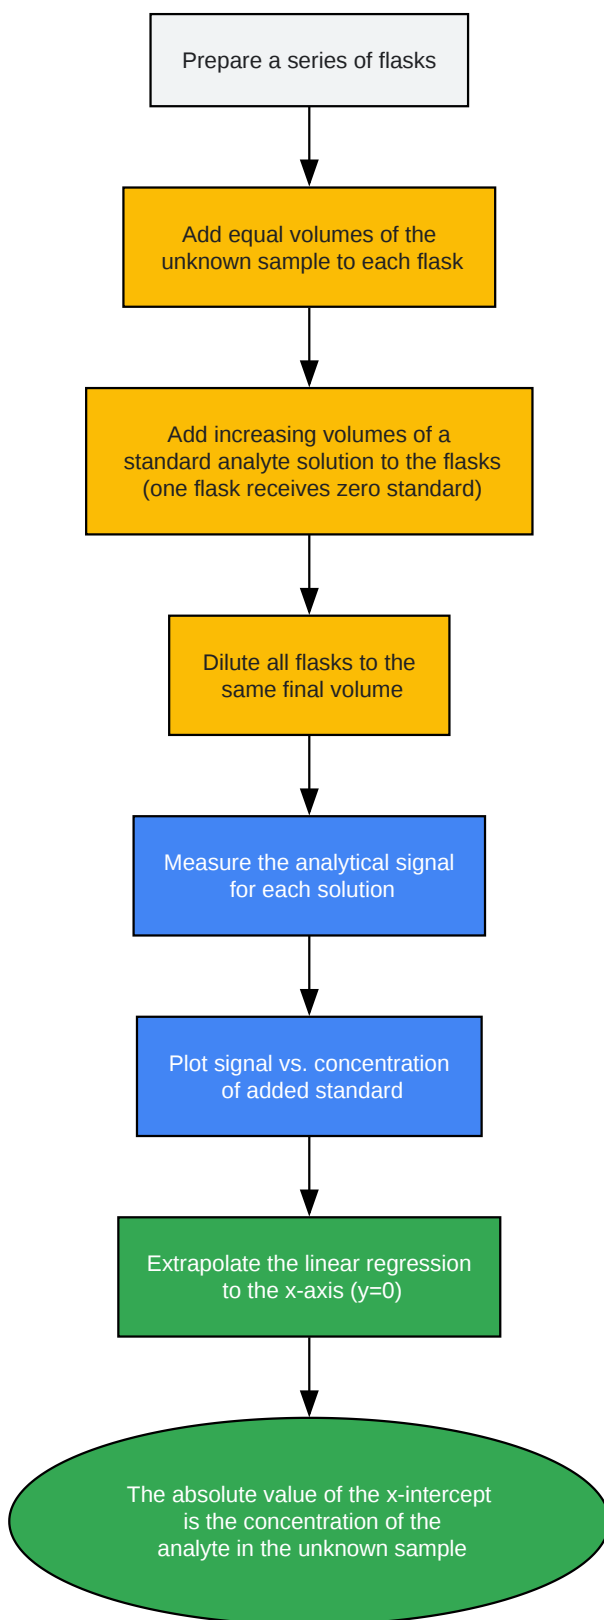 Prepare a series of flasks
Add equal volumes of the
unknown sample to each flask
Add increasing volumes of a
standard analyte solution to the flasks
(one flask receives zero standard)
Dilute all flasks to the
same final volume
Measure the analytical signal
for each solution
Plot signal vs. concentration
of added standard
Extrapolate the linear regression
to the x-axis (y=0)
The absolute value of the x-intercept
is the concentration of the
analyte in the unknown sample